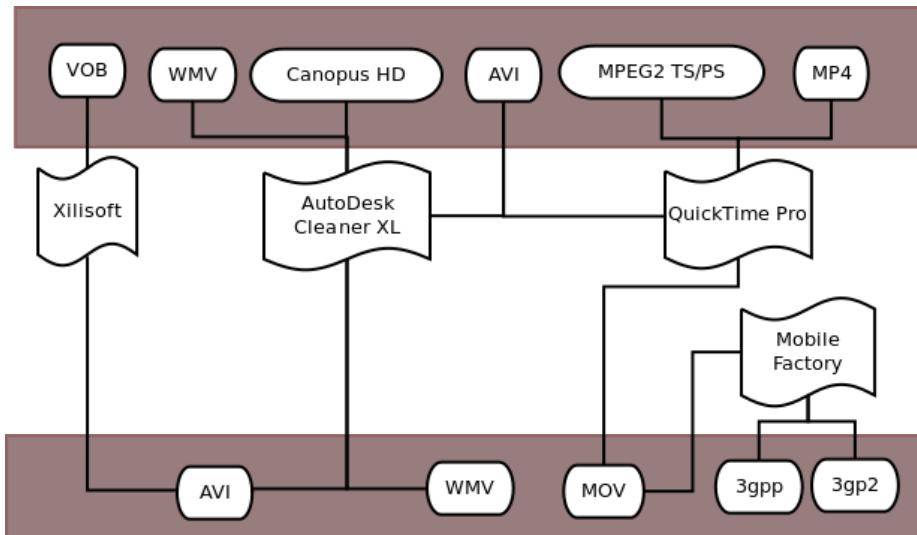 VOB
WMV
Canopus HD
AVI
MPEG2 TS/PS
MP4
Xilisoft
AutoDesk
Cleaner XL
QuickTime Pro
Mobile
Factory
AVI
WMV
MOV
3gpp
3gp2